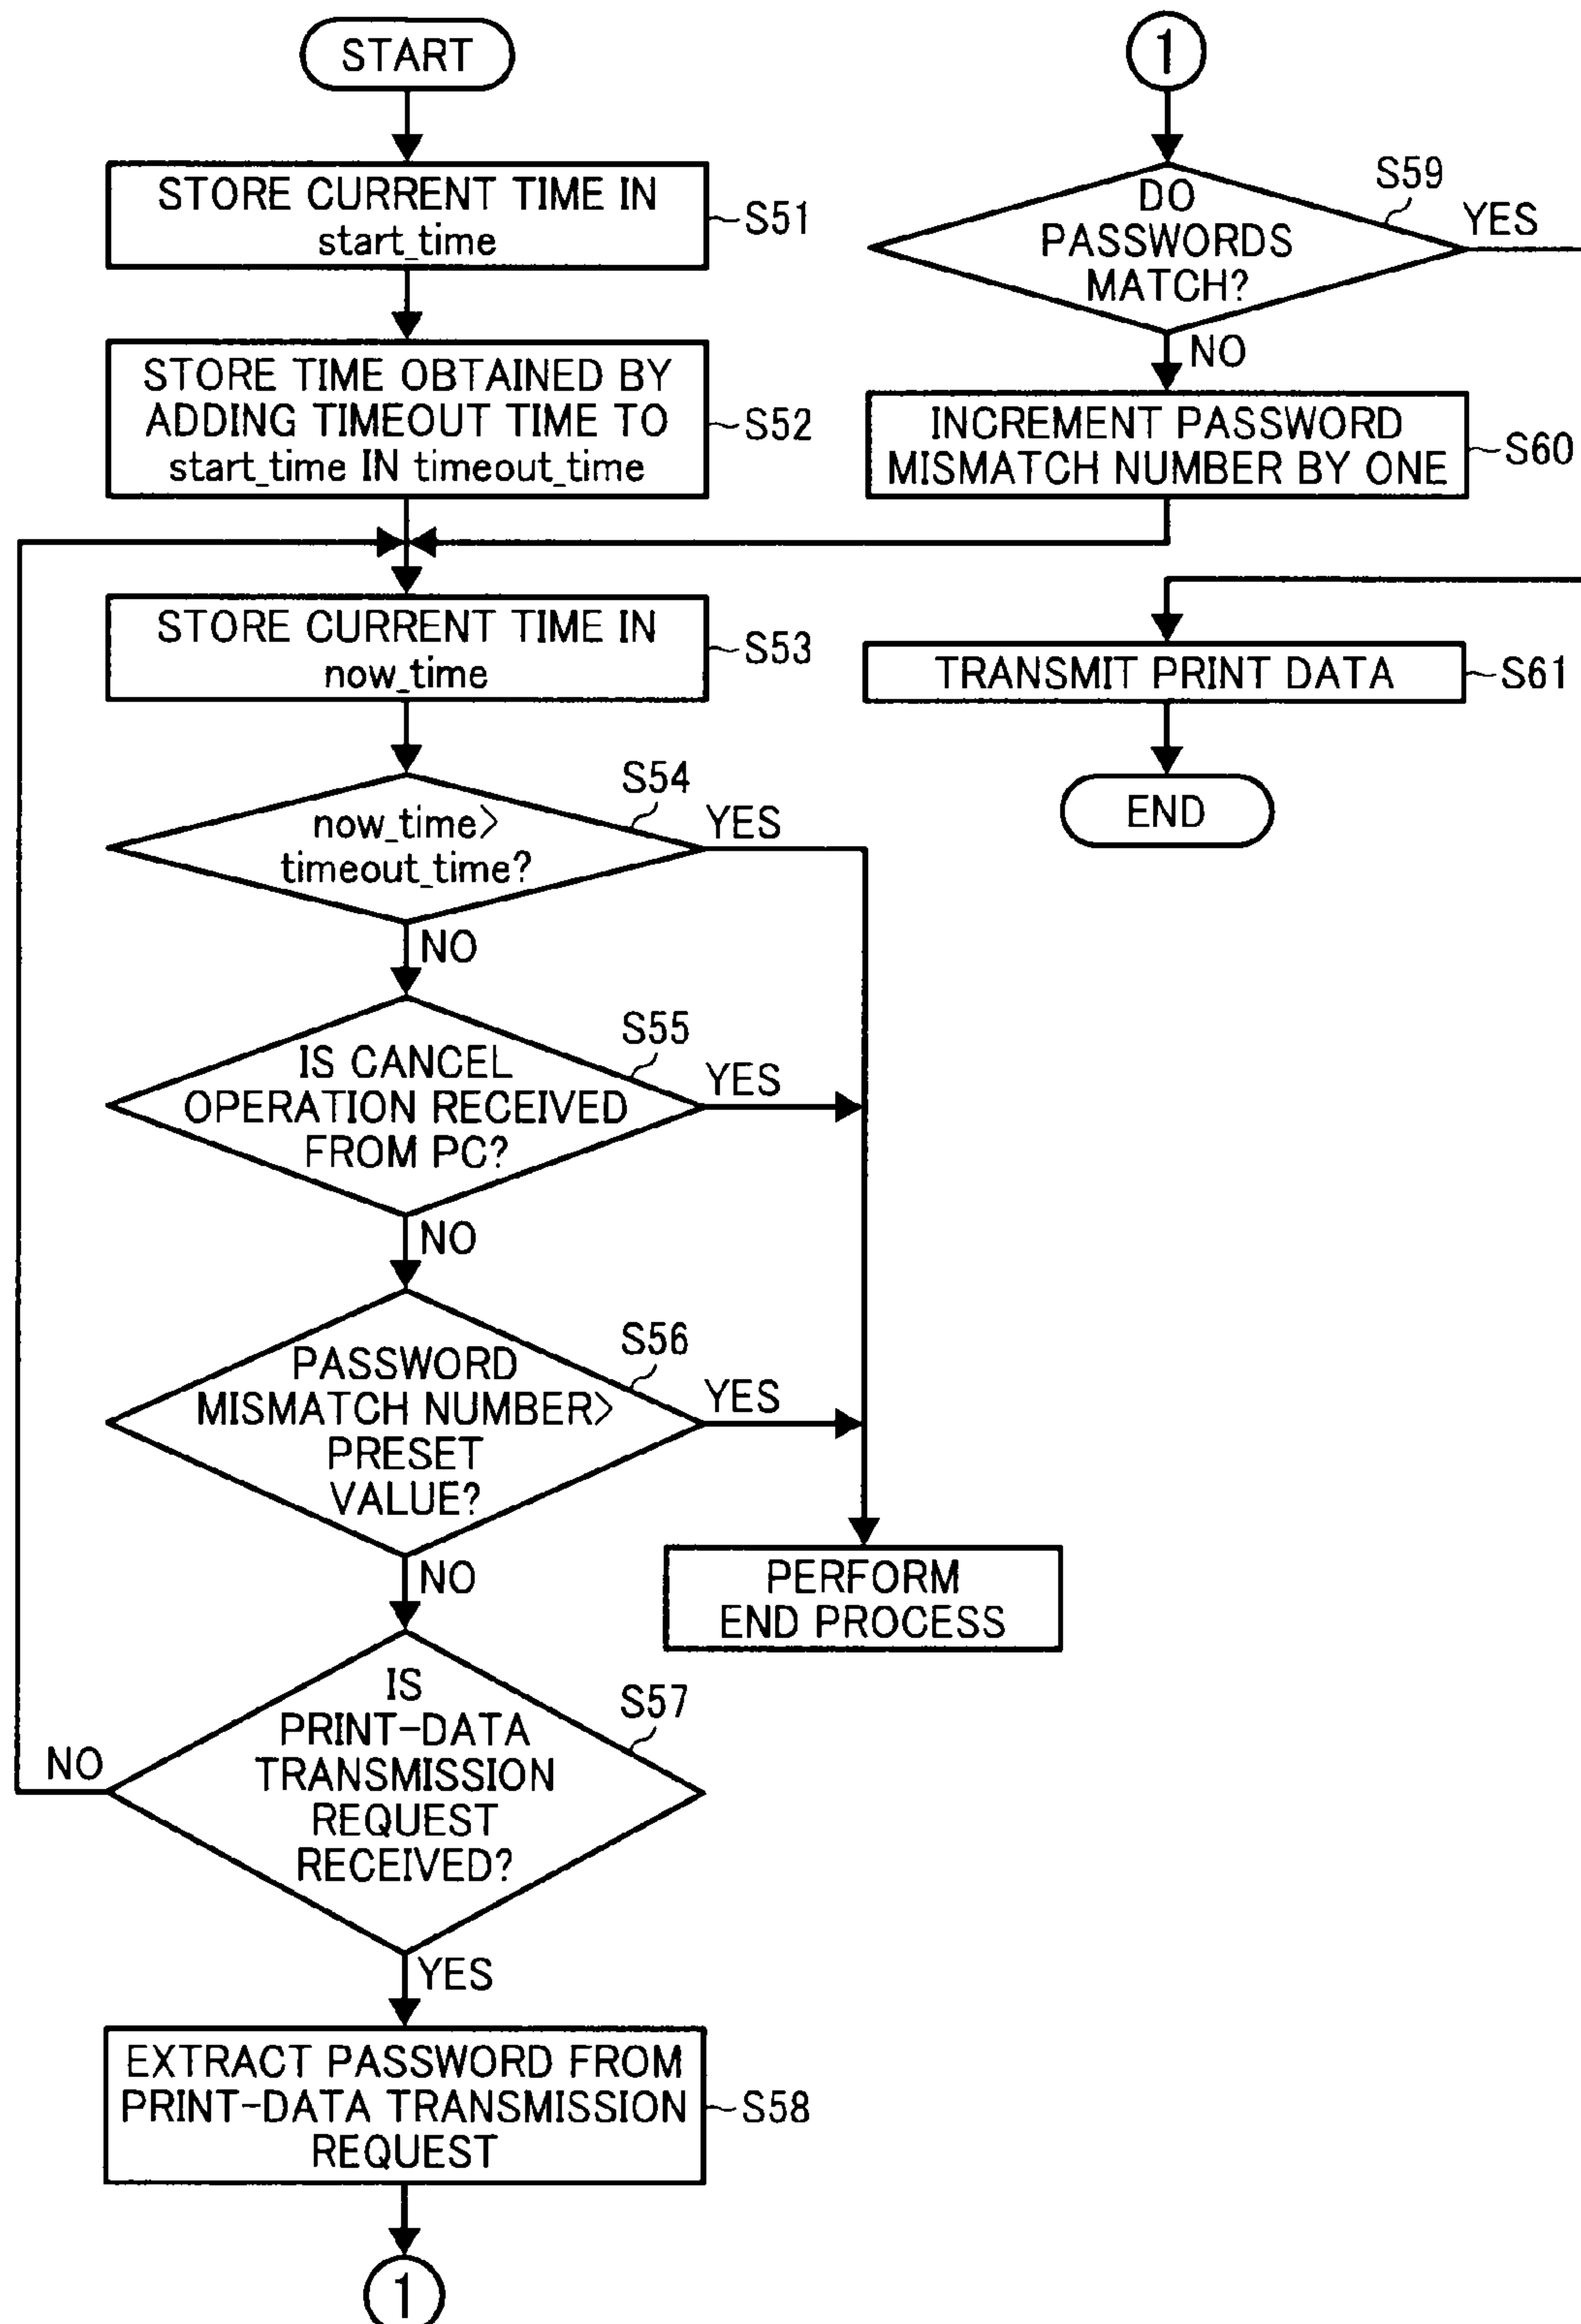 START
STORE CURRENT TIME IN
start_time
S51
STORE TIME OBTAINED BY
ADDING TIMEOUT TIME TO
start_time IN timeout_time
S52
STORE CURRENT TIME IN
now_time
S53
now_time>
timeout_time?
S54
YES
NO
IS CANCEL
OPERATION RECEIVED
FROM PC?
S55
YES
NO
PASSWORD
MISMATCH NUMBER>
PRESET
VALUE?
S56
YES
NO
PERFORM
END PROCESS
IS
PRINT-DATA
TRANSMISSION
REQUEST
RECEIVED?
S57
NO
YES
EXTRACT PASSWORD FROM
PRINT-DATA TRANSMISSION
REQUEST
S58
1
1
DO
PASSWORDS
MATCH?
S59
YES
NO
INCREMENT PASSWORD
MISMATCH NUMBER BY ONE
S60
TRANSMIT PRINT DATA
S61
END